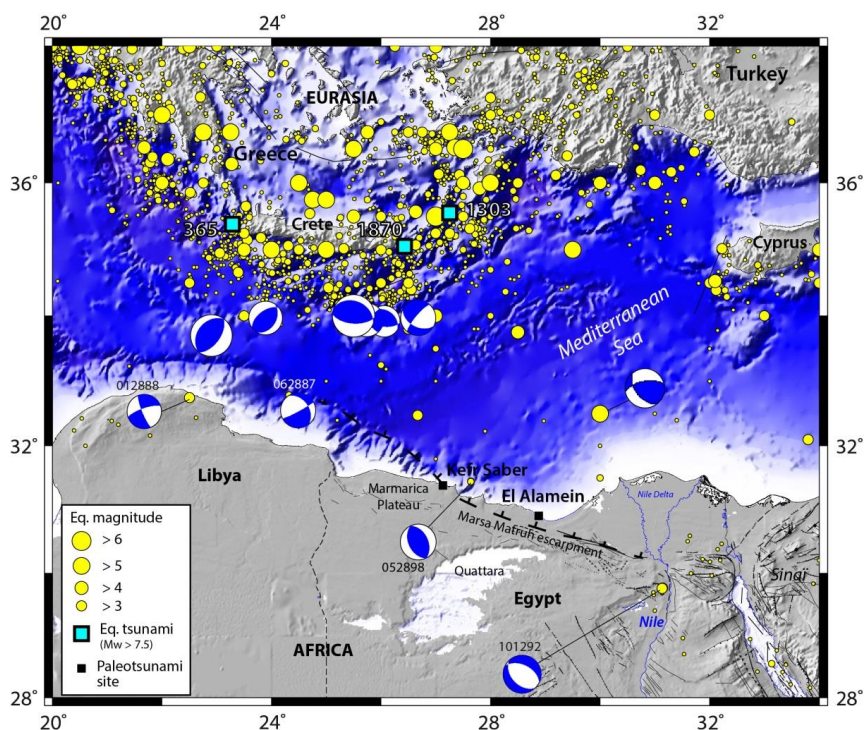 20°
24°
28°
32°
Turkey
EURASIA
Greece
36°
36°
1303
365
Crete
1870
Cyprus
Mediterranean
Sea
012888
062887
32°
32°
Libya
Kefr Saber
Marmarica
Plateau
El Alamein
Nile Delta
Marsa Matruh escarpment
Eq. magnitude
> 6
> 5
> 4
> 3
Eq. tsunami
(Mw > 7.5)
Paleotsunami
site
052898
Quattara
Sinaï
Egypt
Nile
AFRICA
101292
28°
28°
20°
24°
28°
32°